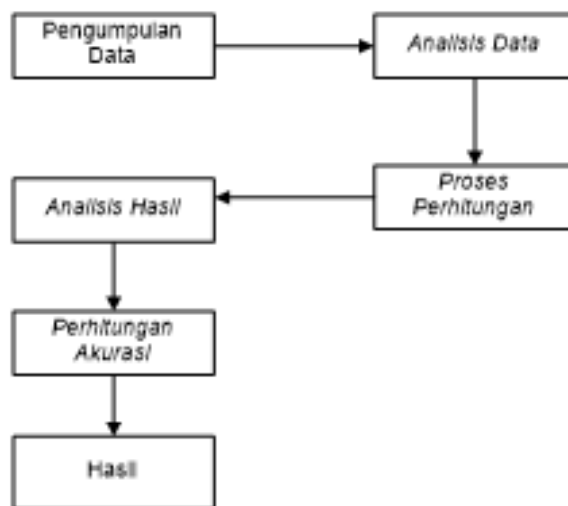 Pengumpulan
Data
Analisis Data
Proses
Perhitungan
Analisis Hasil
Perhitungan
Akurasi
Hasil